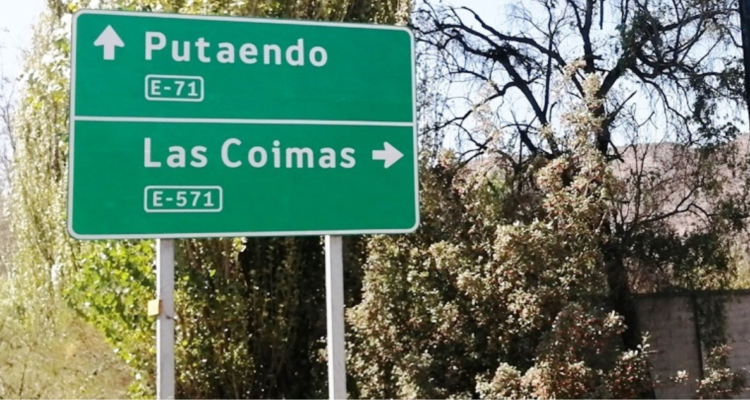 Putaendo
E-71
Las Coimas
E-571